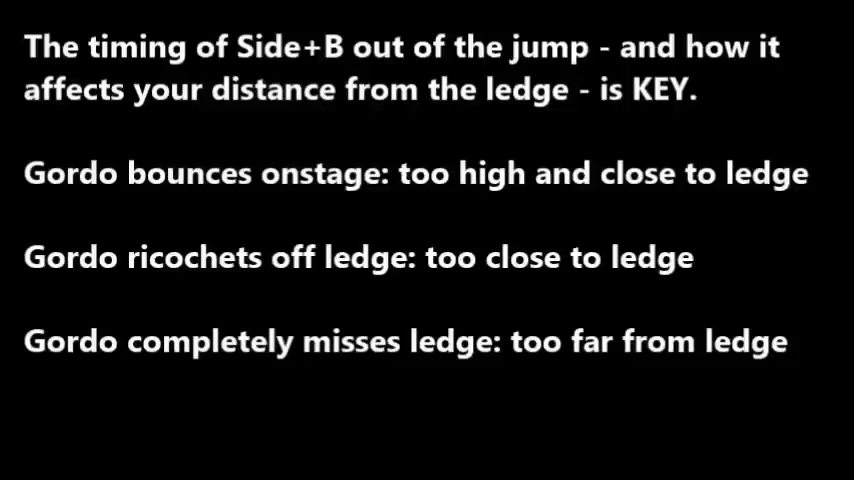 The timing of Side+B out of the jump - and how it
affects your distance from the ledge - is KEY.
Gordo bounces onstage: too high and close to ledge
Gordo ricochets off ledge: too close to ledge
Gordo completely misses ledge: too far from ledge